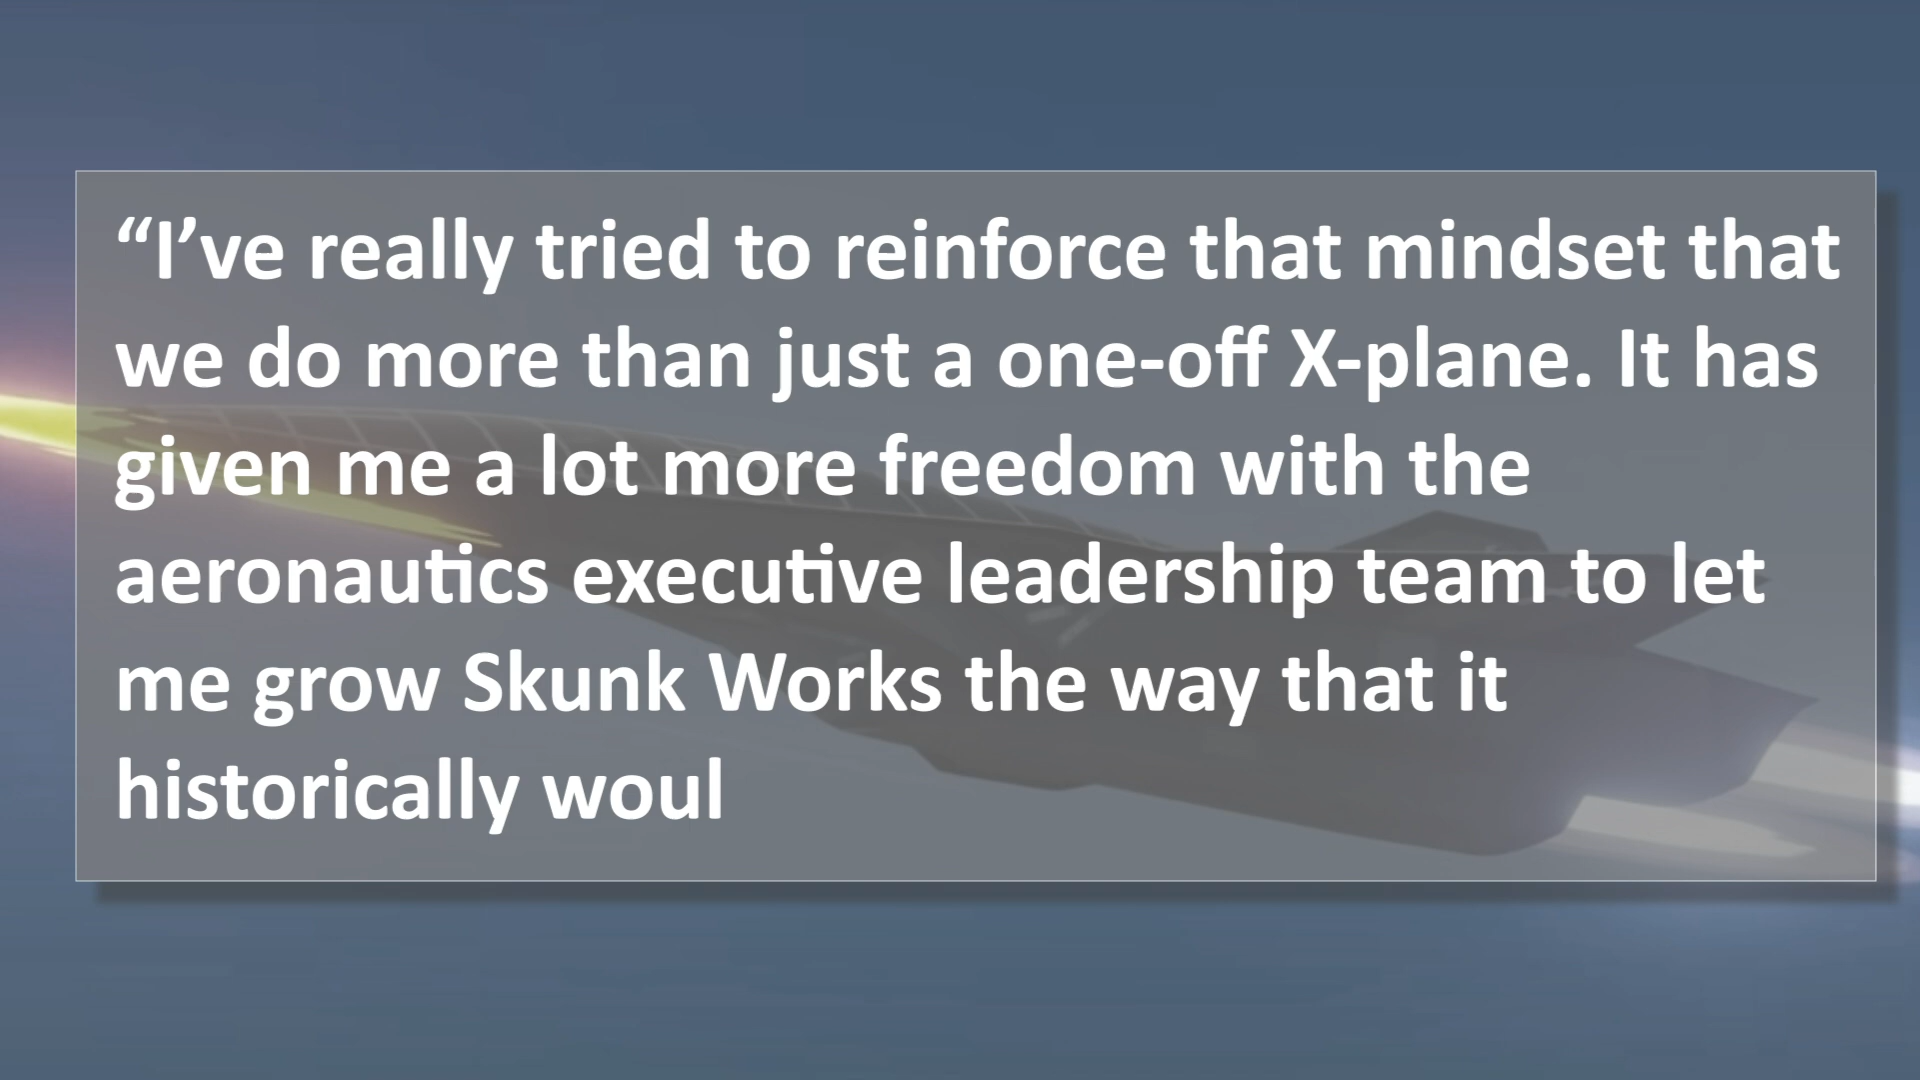 “I’ve really tried to reinforce that mindset that
we do more than just a one-off X-plane. It has
given me a lot more freedom with the
aeronautics executive leadership team to let
me grow Skunk Works the way that it
historically woul